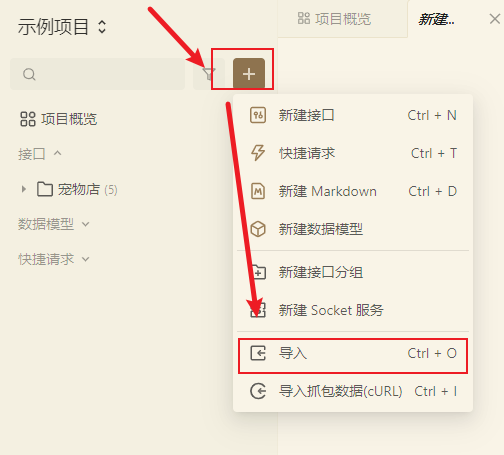 示例项目
项目概览
新建...
项目概览
接口
宠物店 (5)
数据模型
快捷请求
新建接口 Ctrl + N
快捷请求 Ctrl + T
新建 Markdown Ctrl + D
新建数据模型
新建接口分组
新建 Socket 服务
导入 Ctrl + O
导入抓包数据(cURL) Ctrl + I